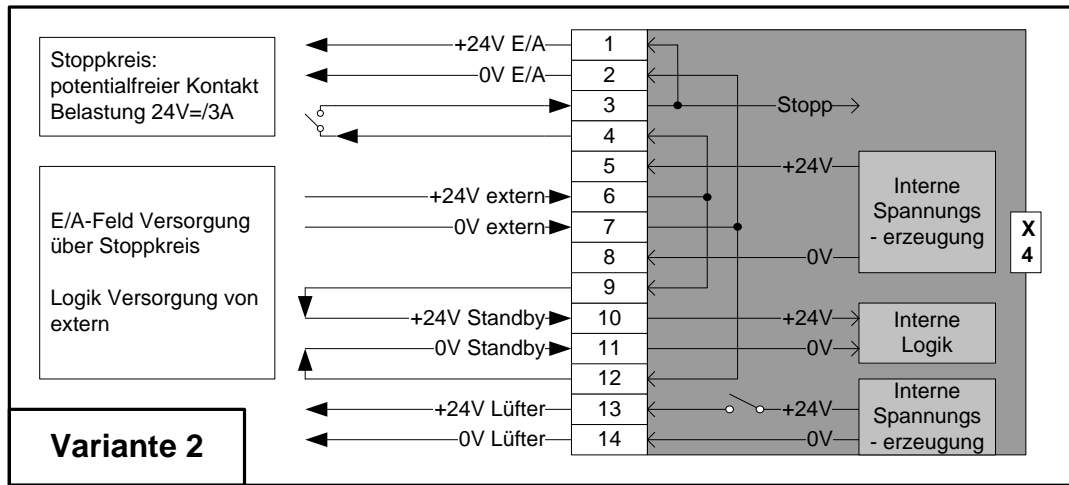 Stoppkreis:
potentialfreier Kontakt
Belastung 24V=/3A
E/A-Feld Versorgung
über Stoppkreis
Logik Versorgung von
extern
Variante 2
+24V E/A
0V E/A
+24V extern
0V extern
+24V Standby
0V Standby
+24V Lüfter
0V Lüfter
1
2
3
4
5
6
7
8
9
10
11
12
13
14
Stopp
+24V
0V
+24V
0V
+24V
0V
Interne
Spannungs
- erzeugung
Interne
Logik
Interne
Spannungs
- erzeugung
X
4